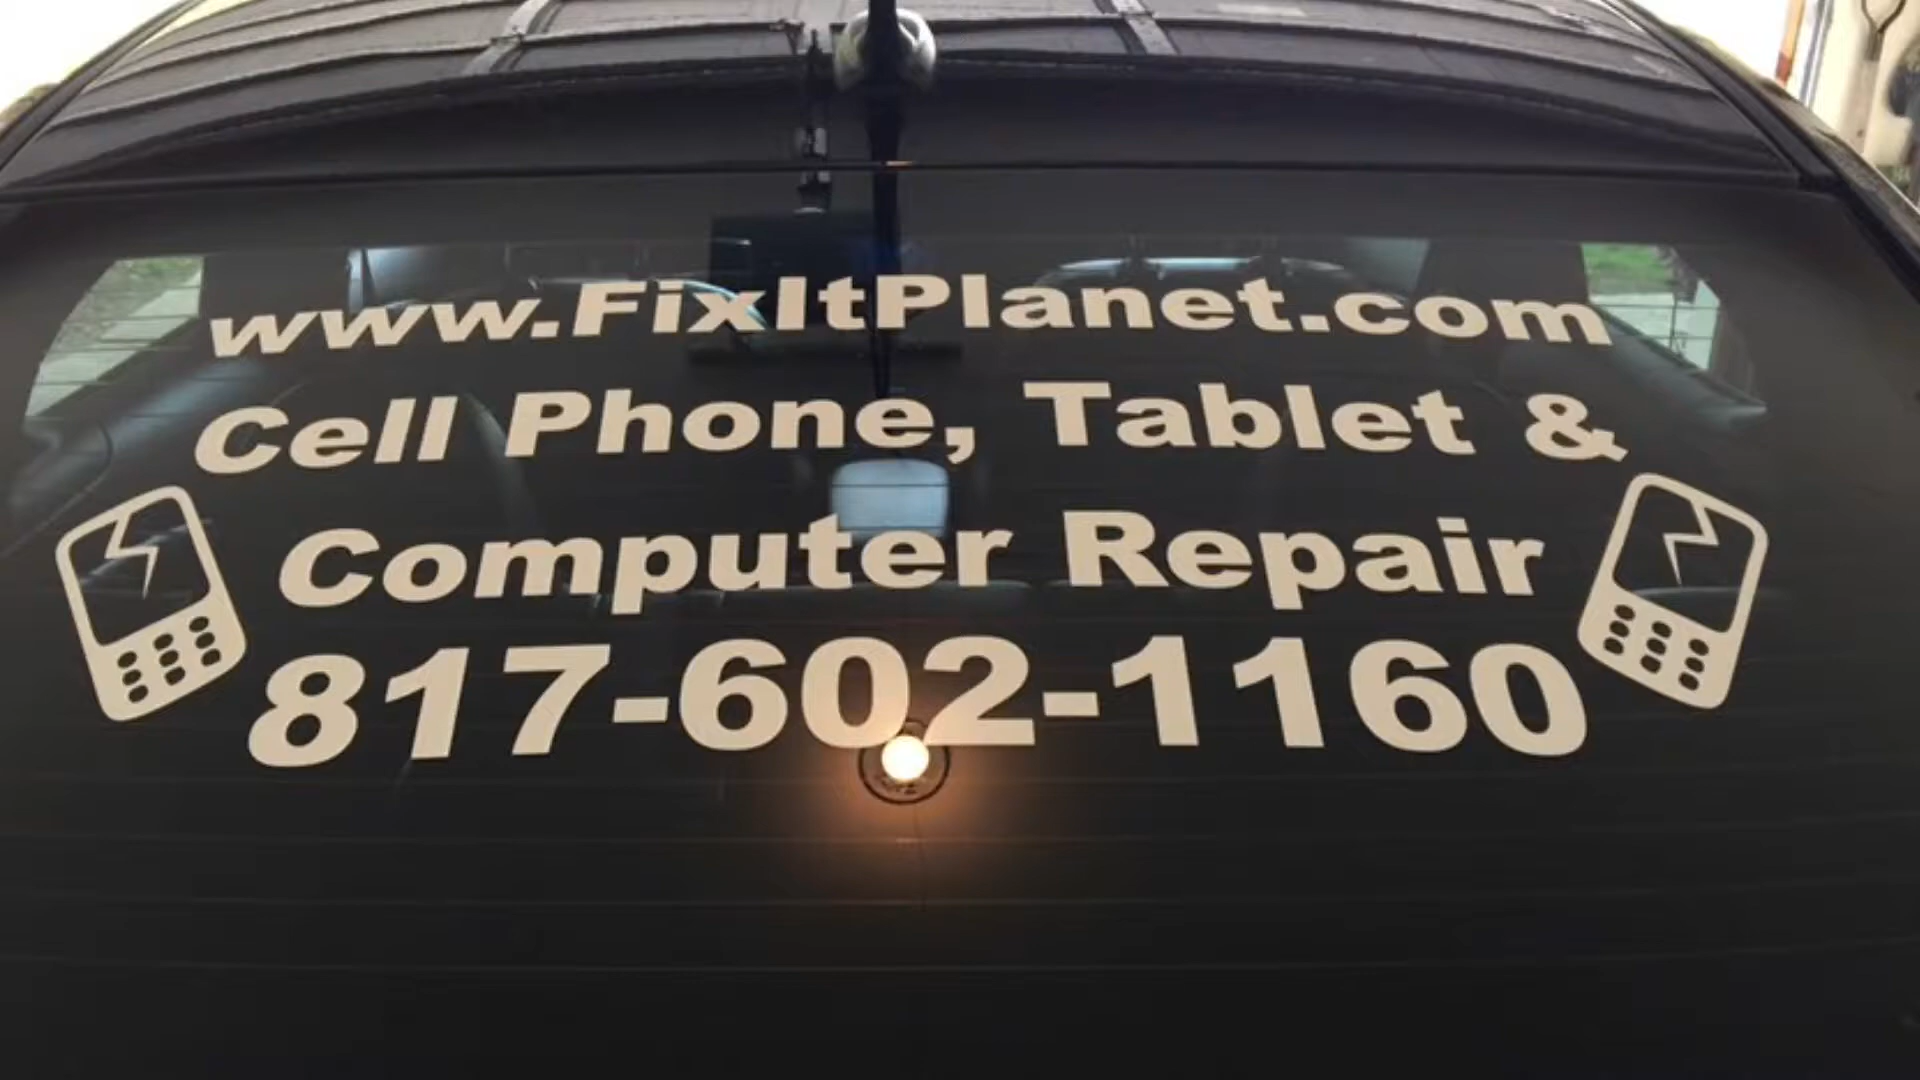 www.FixItPlanet.com
Cell Phone, Tablet &
Computer Repair
817-602-1160